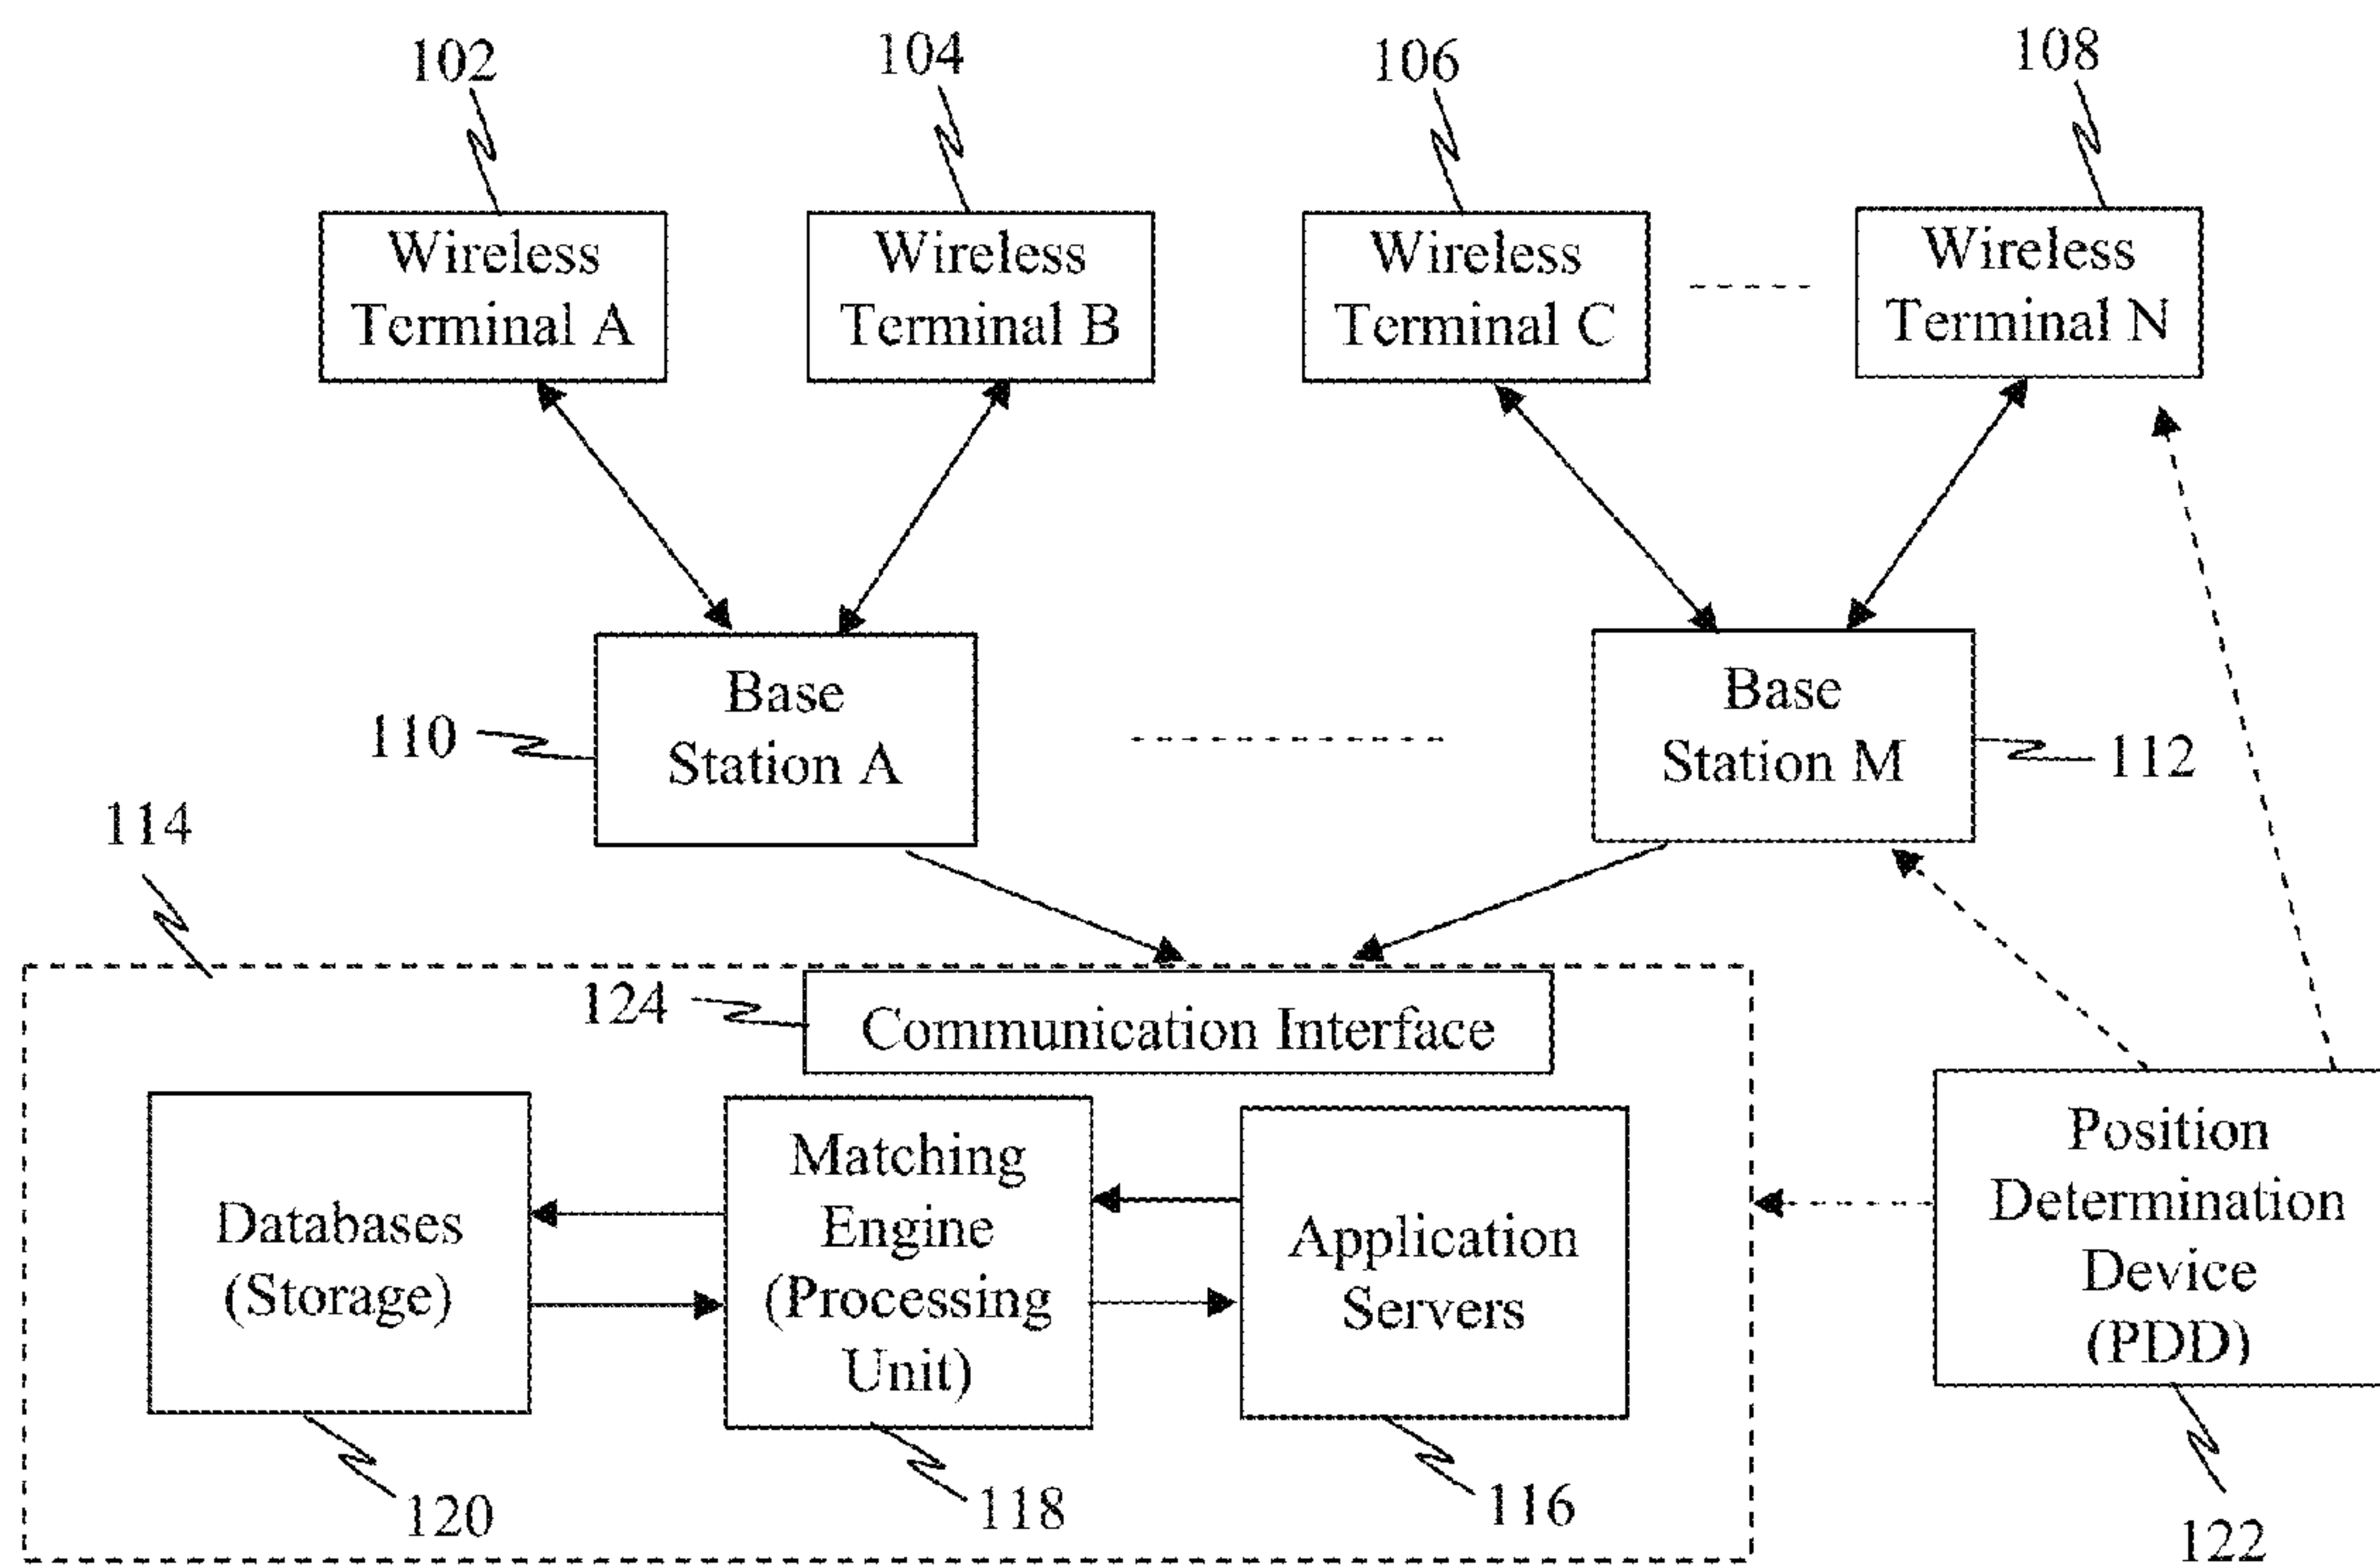 102
104
106
108
Wireless
Terminal A
Wireless
Terminal B
Wireless
Terminal C
Wireless
Terminal N
110
Base
Station A
Base
Station M
112
114
124
Communication Interface
Databases
(Storage)
Matching
Engine
(Processing
Unit)
Application
Servers
Position
Determination
Device
(PDD)
120
118
116
122